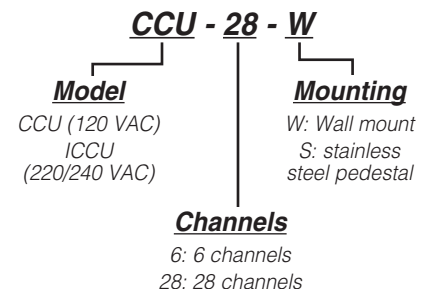 CCU - 28 - W
Model
CCU (120 VAC)
ICCU
(220/240 VAC)
Mounting
W: Wall mount
S: stainless
steel pedestal
Channels
6: 6 channels
28: 28 channels